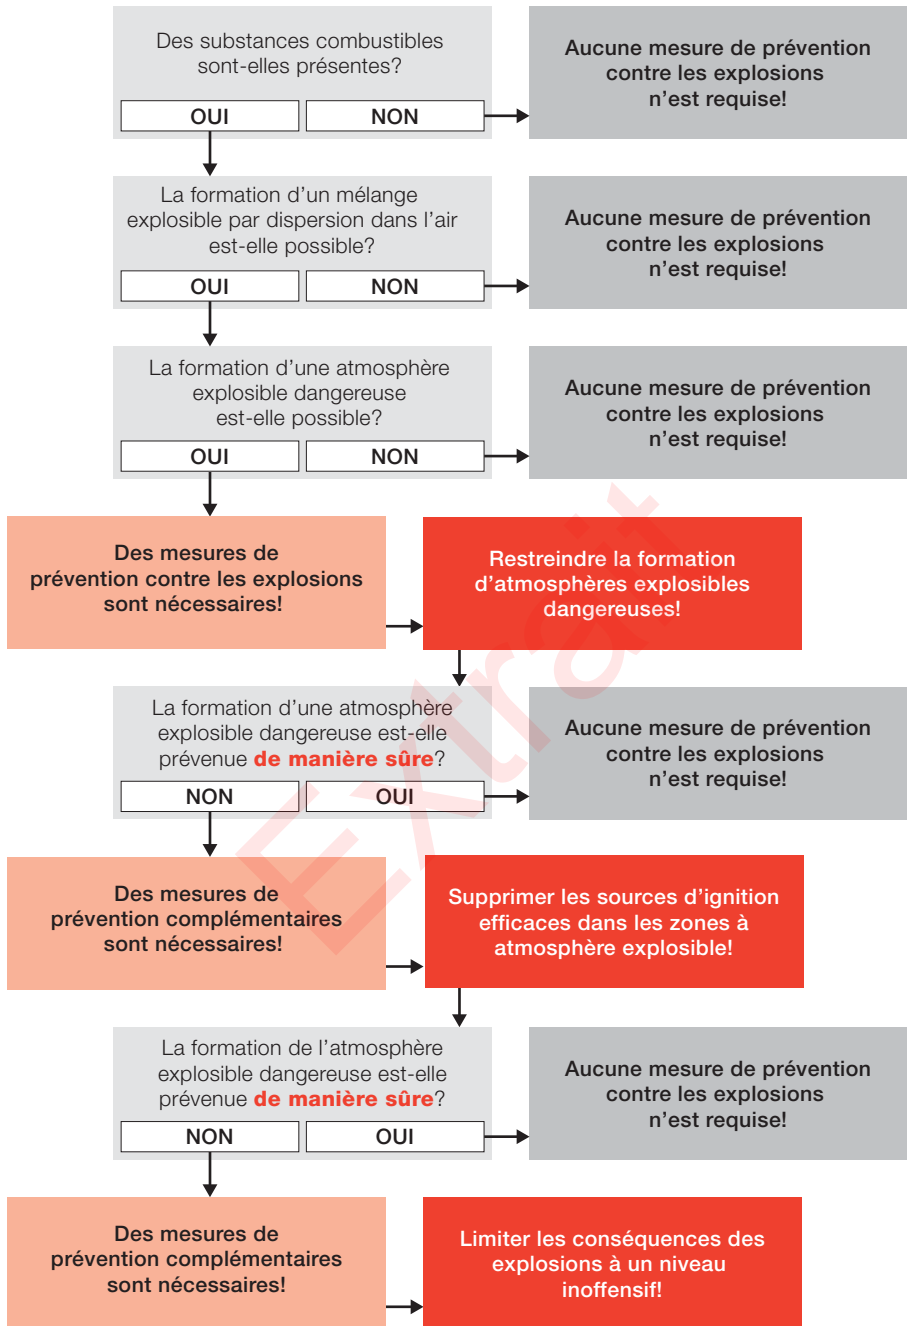 Des substances combustibles
sont-elles présentes?
OUI
NON
Aucune mesure de prévention
contre les explosions
n'est requise!
La formation d'un mélange
explosible par dispersion dans l'air
est-elle possible?
OUI
NON
Aucune mesure de prévention
contre les explosions
n'est requise!
La formation d'une atmosphère
explosible dangereuse
est-elle possible?
OUI
NON
Aucune mesure de prévention
contre les explosions
n'est requise!
Des mesures de
prévention contre les explosions
sont nécessaires!
Restreindre la formation
d'atmosphères explosibles
dangereuses!
La formation d'une atmosphère
explosible dangereuse est-elle
prévenue de manière sûre?
NON
OUI
Aucune mesure de prévention
contre les explosions
n'est requise!
Des mesures de
prévention complémentaires
sont nécessaires!
Supprimer les sources d'ignition
efficaces dans les zones à
atmosphère explosible!
La formation de l'atmosphère
explosible dangereuse est-elle
prévenue de manière sûre?
NON
OUI
Aucune mesure de prévention
contre les explosions
n'est requise!
Des mesures de
prévention complémentaires
sont nécessaires!
Limiter les conséquences des
explosions à un niveau
inoffensif!
Extrait